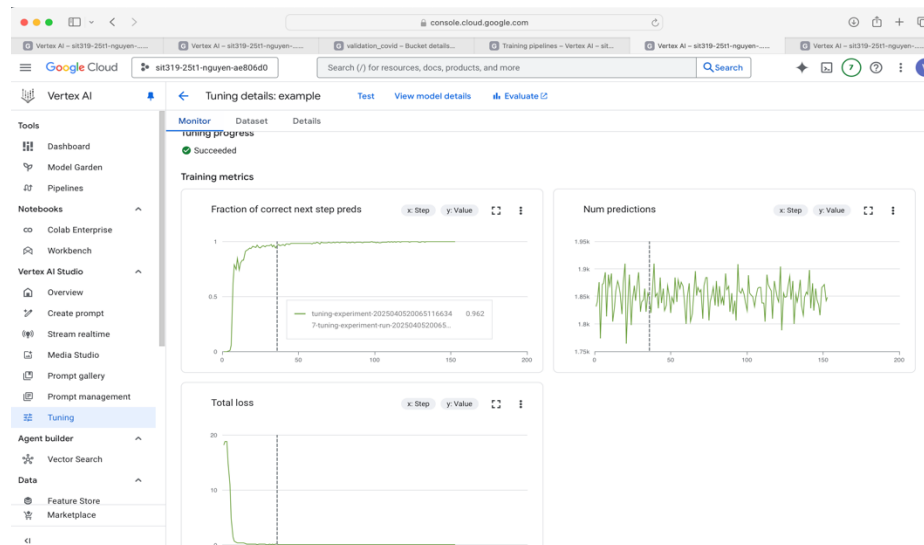 console.cloud.google.com
Vertex AI – sit319-25t1-nguyen-......
Vertex AI – sit319-25t1-nguyen-......
validation_covid – Bucket details...
Training pipelines – Vertex AI – sit...
Vertex AI – sit319-25t1-nguyen-......
Vertex AI – sit319-25t1-nguyen-......
Google Cloud
sit319-25t1-nguyen-ae806d0
Search (/) for resources, docs, products, and more
Search
7
Vertex AI
Tuning details: example
Test
View model details
Evaluate
Monitor
Dataset
Details
Tools
Dashboard
Model Garden
Pipelines
Notebooks
Colab Enterprise
Workbench
Vertex AI Studio
Overview
Create prompt
Stream realtime
Media Studio
Prompt gallery
Prompt management
Tuning
Agent builder
Vector Search
Data
Feature Store
Marketplace
Tuning progress
Succeeded
Training metrics
Fraction of correct next step preds
x: Step
y: Value
1
0.5
0
0
50
100
150
200
tuning-experiment-2025040520065116634 0.962
7-tuning-experiment-run-2025040520065...
Num predictions
x: Step
y: Value
1.95k
1.9k
1.85k
1.8k
1.75k
0
50
100
150
200
Total loss
x: Step
y: Value
20
10
0